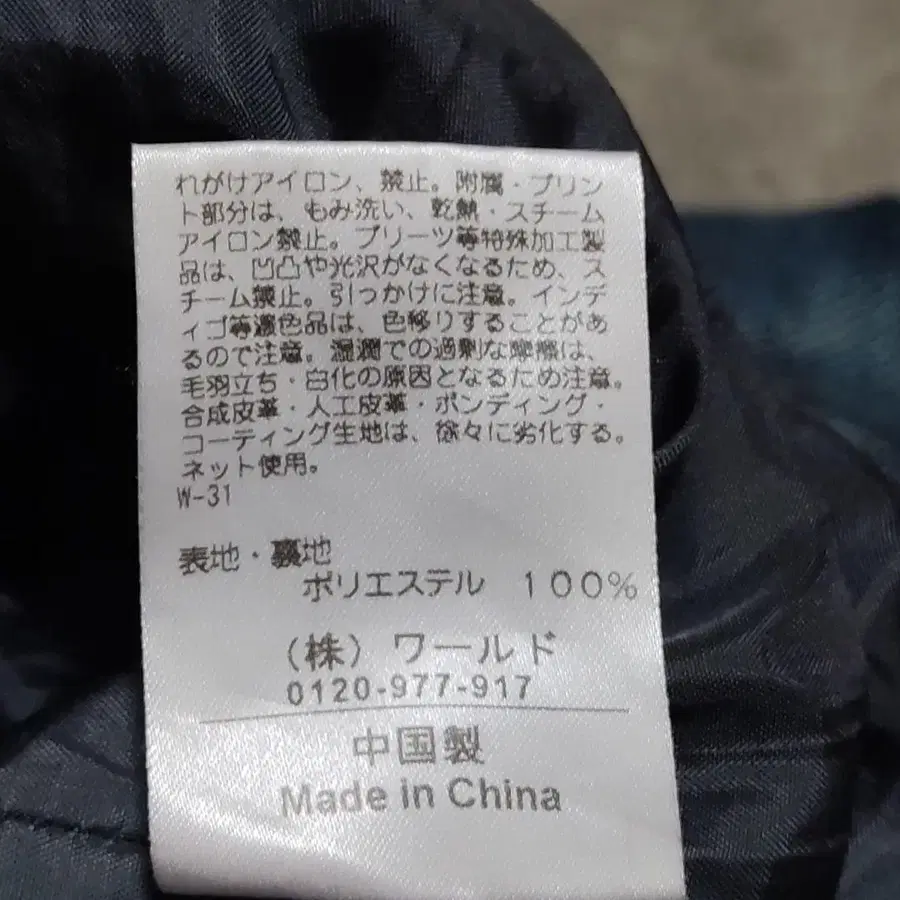 れがけアイロン、禁止。附属・プリン
ト部分は、もみ洗い、乾熱・スチーム
アイロン禁止。プリーツ等特殊加工製
品は、凹凸や光沢がなくなるため、ス
チーム禁止。引っかけに注意。インデ
ィゴ等濃色品は、色移りすることがあ
るので注意。湿潤での過剰な摩擦は、
毛羽立ち・白化の原因となるため注意。
合成皮革・人工皮革・ボンディング・
コーティング生地は、徐々に劣化する。
ネット使用。
W-31
表地・裏地
ポリエステル 100%
(株) ワールド
0120-977-917
中国製
Made in China